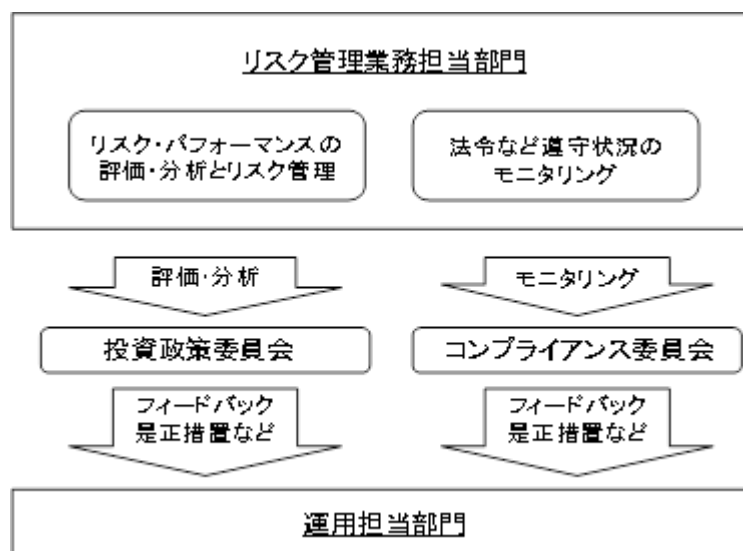 リスク管理業務担当部門
リスク・パフォーマンスの
評価・分析とリスク管理
法令など遵守状況の
モニタリング
評価・分析
モニタリング
投資政策委員会
コンプライアンス委員会
フィードバック
是正措置など
フィードバック
是正措置など
運用担当部門